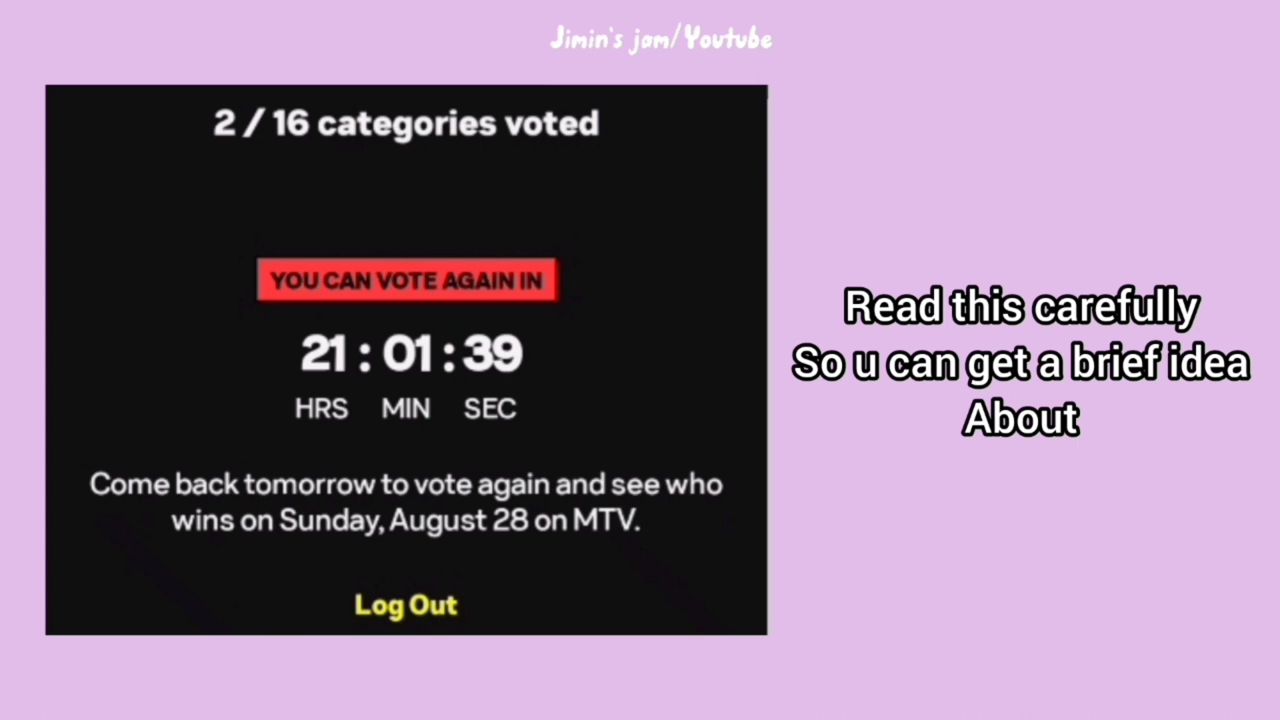 Jimin's jam/Youtube
2 / 16 categories voted
YOU CAN VOTE AGAIN IN
21 : 01 : 39
HRS MIN SEC
Come back tomorrow to vote again and see who
wins on Sunday, August 28 on MTV.
Log Out
Read this carefully
So u can get a brief idea
About